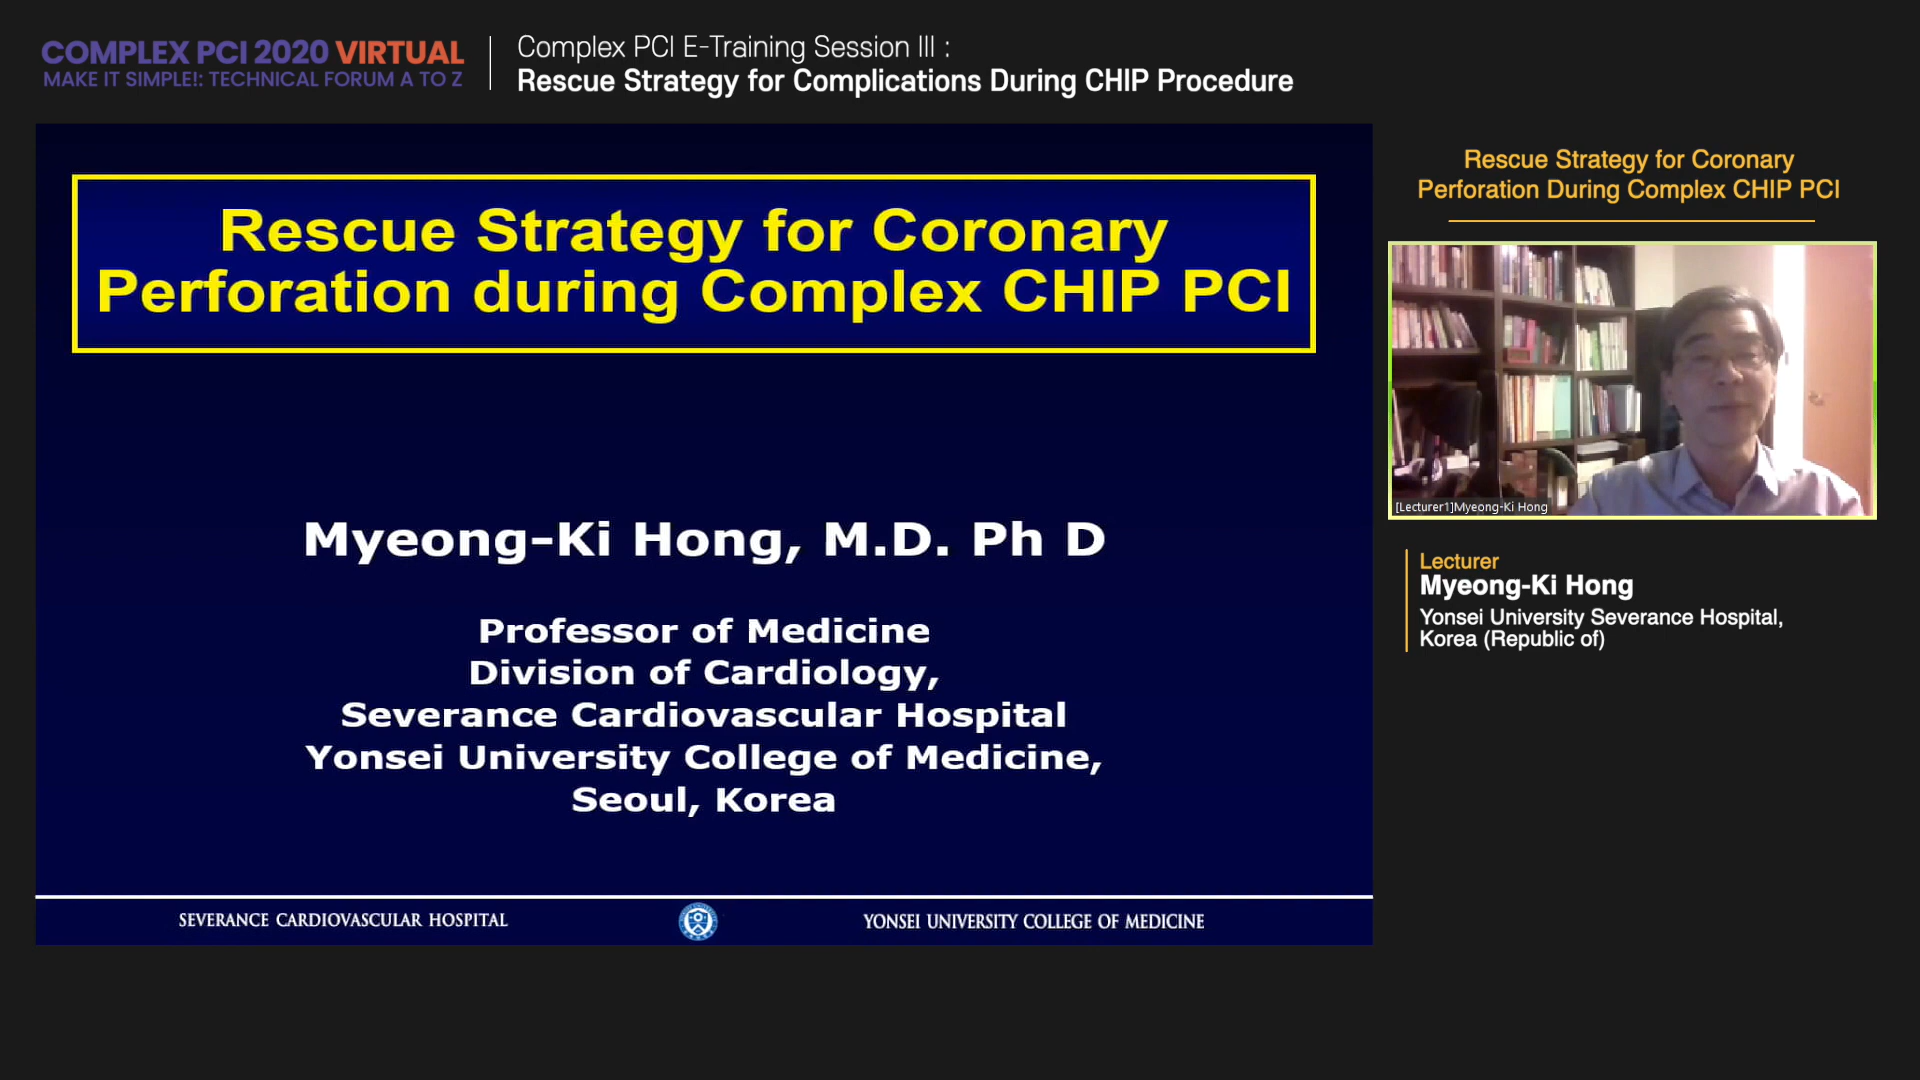 COMPLEX PCI 2020 VIRTUAL
MAKE IT SIMPLE!: TECHNICAL FORUM A TO Z
Complex PCI E-Training Session III :
Rescue Strategy for Complications During CHIP Procedure
Rescue Strategy for Coronary
Perforation during Complex CHIP PCI
Myeong-Ki Hong, M.D. Ph D
Professor of Medicine
Division of Cardiology,
Severance Cardiovascular Hospital
Yonsei University College of Medicine,
Seoul, Korea
SEVERANCE CARDIOVASCULAR HOSPITAL
YONSEI UNIVERSITY COLLEGE OF MEDICINE
Rescue Strategy for Coronary
Perforation During Complex CHIP PCI
[Lecturer1]Myeong-Ki Hong
Lecturer
Myeong-Ki Hong
Yonsei University Severance Hospital,
Korea (Republic of)